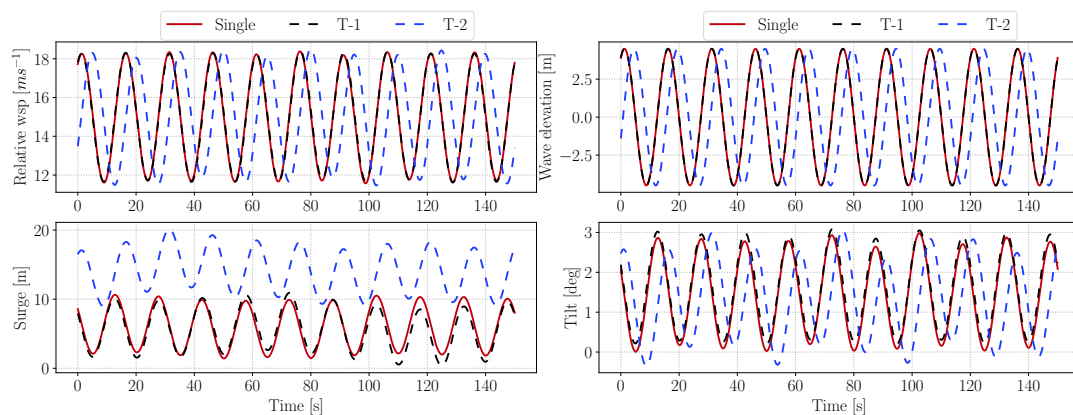 Single T-1 T-2
Relative wsp [ms⁻¹]
18
16
14
12
0 20 40 60 80 100 120 140
Single T-1 T-2
Wave elevation [m]
2.5
0.0
−2.5
0 20 40 60 80 100 120 140
Surge [m]
20
10
0
0 20 40 60 80 100 120 140
Time [s]
Tilt [deg]
3
2
1
0
0 20 40 60 80 100 120 140
Time [s]